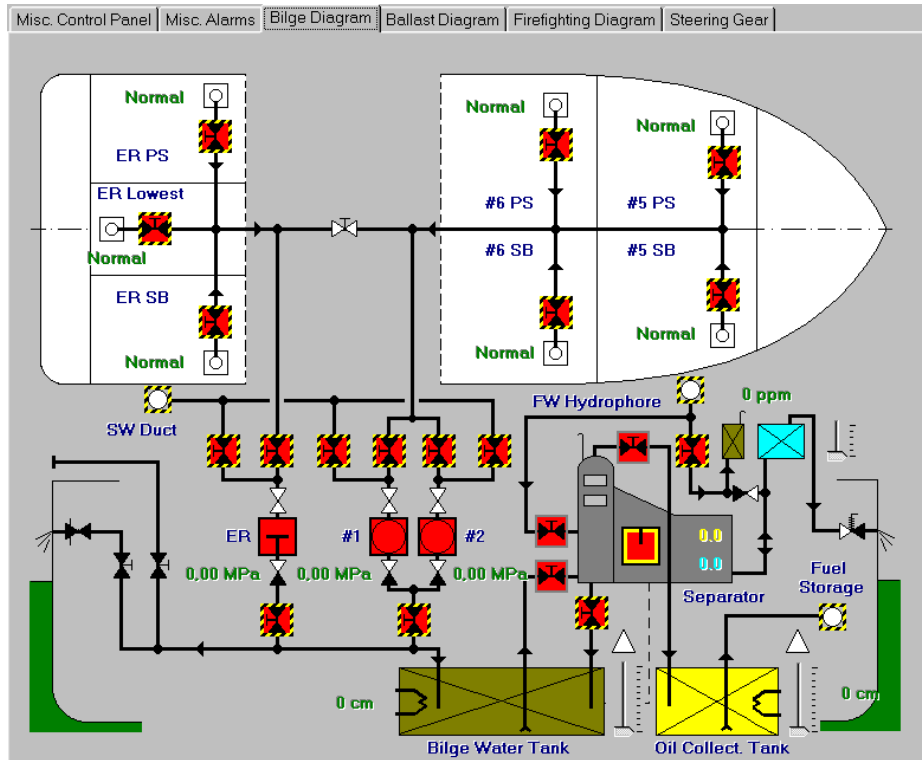 Misc. Control Panel Misc. Alarms Bilge Diagram Ballast Diagram Firefighting Diagram Steering Gear
Normal
Normal
Normal
ER PS
ER Lowest
#6 PS
#5 PS
Normal
#6 SB
#5 SB
ER SB
Normal
Normal
Normal
SW Duct
FW Hydrophore
0 ppm
ER
#1
#2
0.0
0.0
0,00 MPa
0,00 MPa
0,00 MPa
Separator
Fuel
Storage
0 cm
0 cm
Bilge Water Tank
Oil Collect. Tank